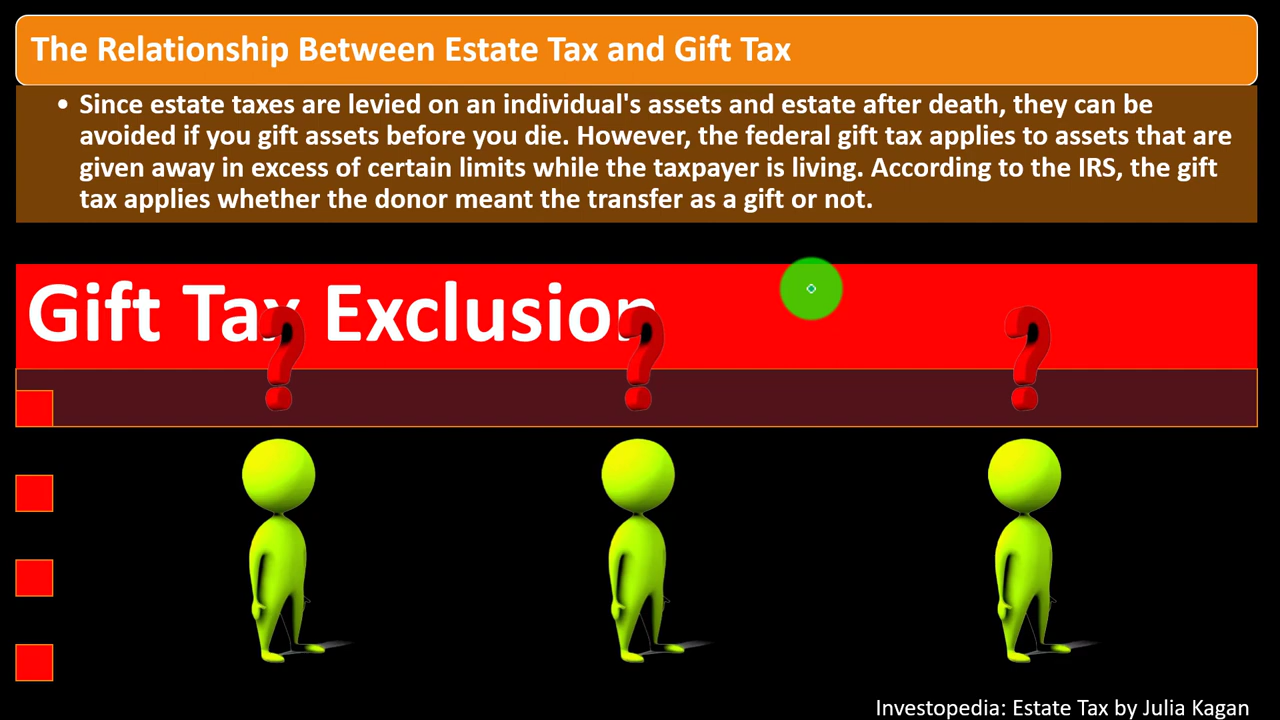 The Relationship Between Estate Tax and Gift Tax
• Since estate taxes are levied on an individual's assets and estate after death, they can be
avoided if you gift assets before you die. However, the federal gift tax applies to assets that are
given away in excess of certain limits while the taxpayer is living. According to the IRS, the gift
tax applies whether the donor meant the transfer as a gift or not.
Gift Tax Exclusion
? ? ?
Investopedia: Estate Tax by Julia Kagan